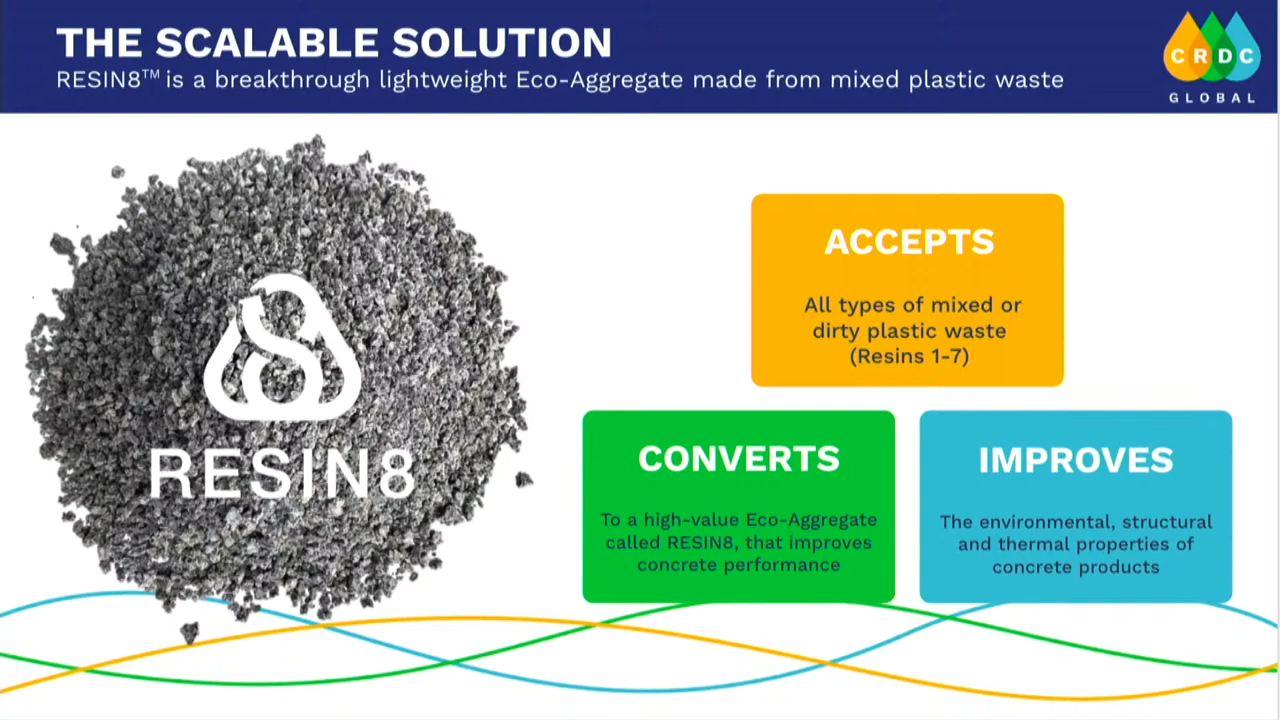 THE SCALABLE SOLUTION
RESIN8™ is a breakthrough lightweight Eco-Aggregate made from mixed plastic waste
CRDC
GLOBAL
RESIN8
ACCEPTS
All types of mixed or
dirty plastic waste
(Resins 1-7)
CONVERTS
To a high-value Eco-Aggregate
called RESIN8, that improves
concrete performance
IMPROVES
The environmental, structural
and thermal properties of
concrete products